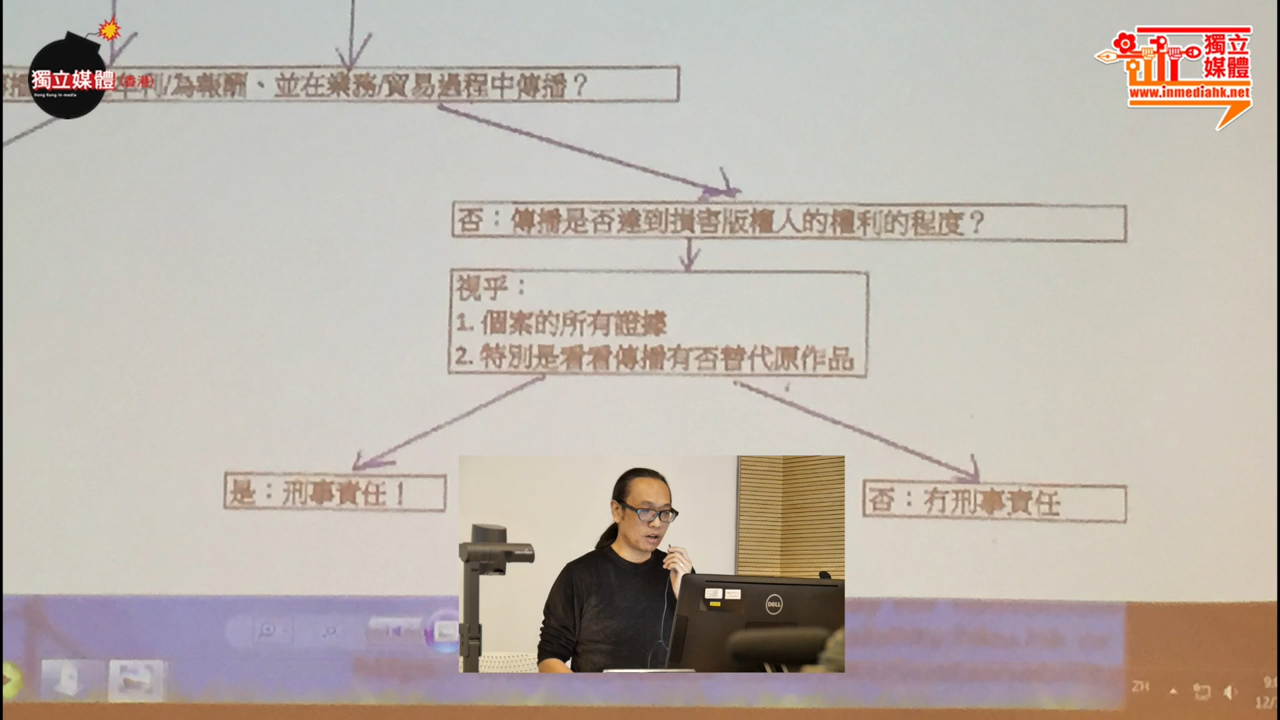 獨立媒體(香港)
Hong Kong In-media
獨立
媒體
www.inmediahk.net
/為報酬、並在業務/貿易過程中傳播？
否：傳播是否達到損害版權人的權利的程度？
視乎：
1. 個案的所有證據
2. 特別是看看傳播有否替代原作品
是：刑事責任！
否：冇刑事責任
DELL
ZH